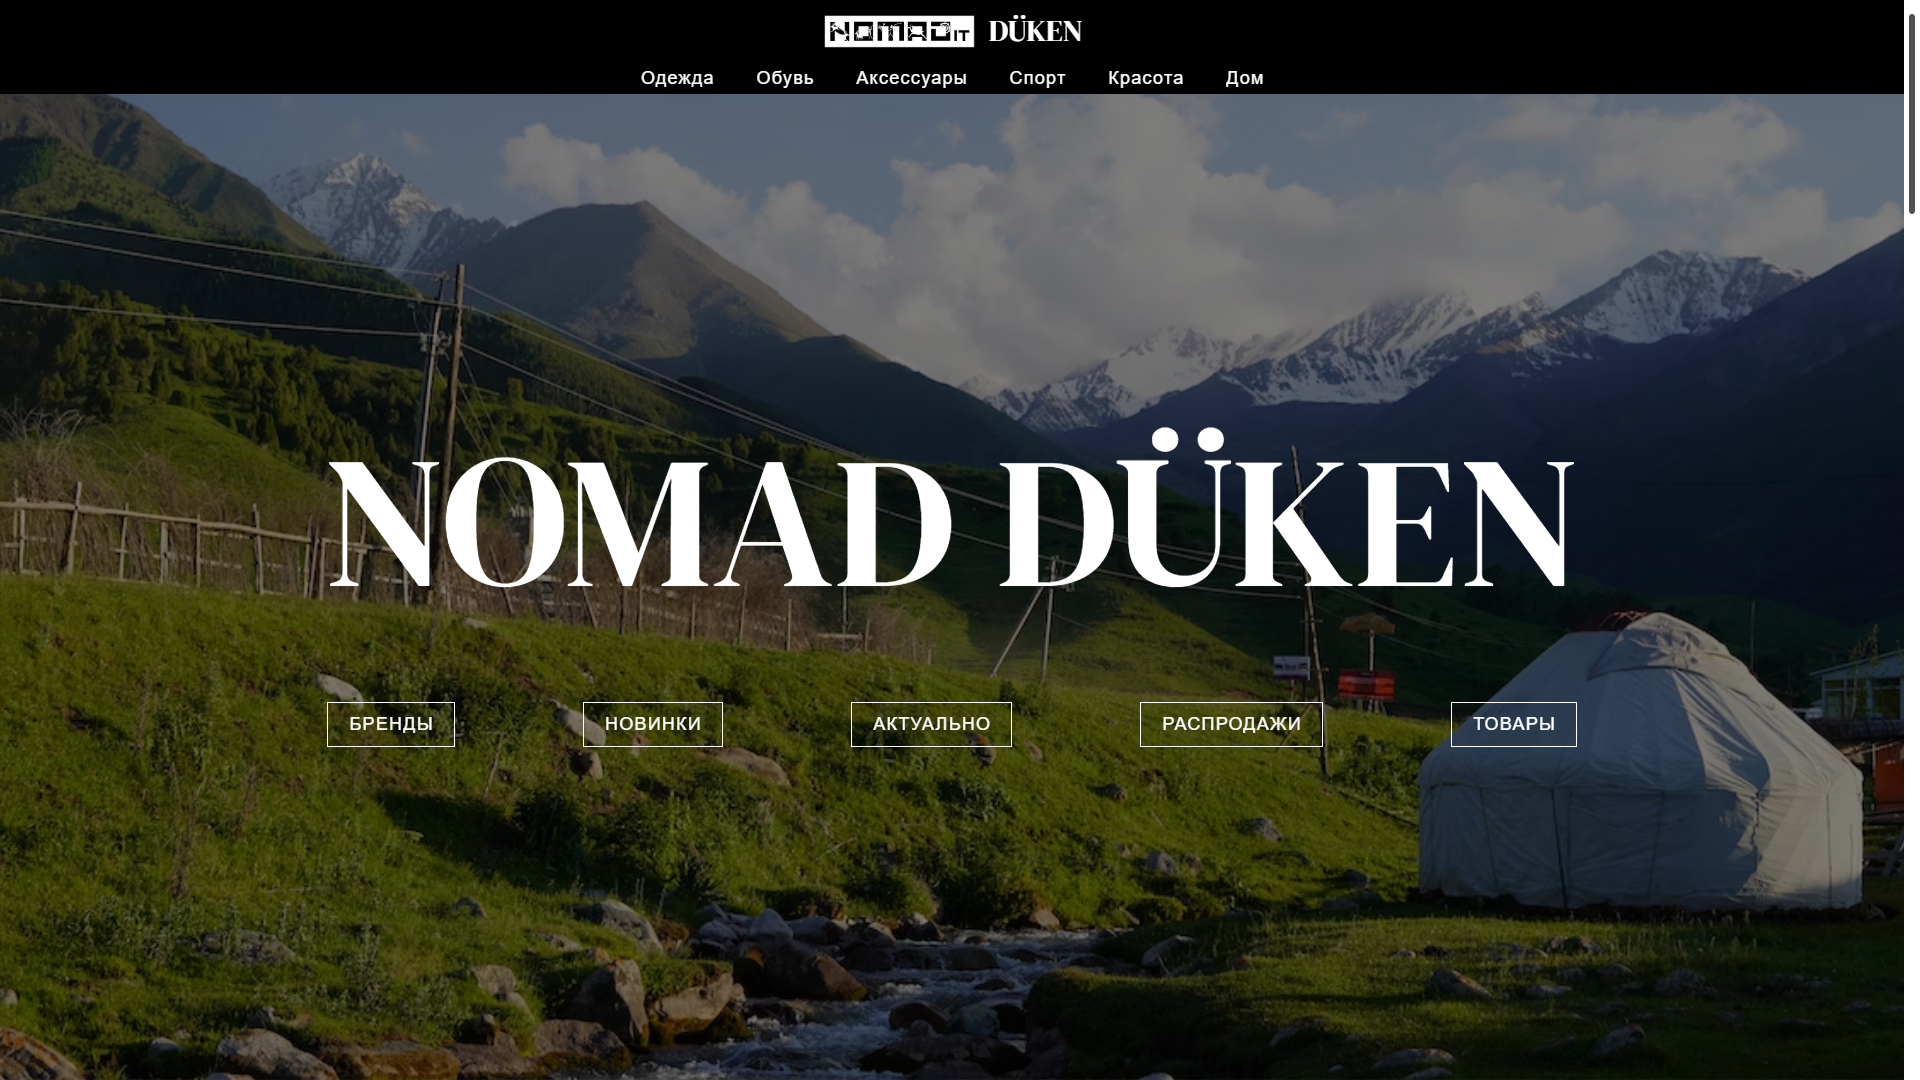 NOMAD IT DÜKEN
Одежда Обувь Аксессуары Спорт Красота Дом
NOMAD DÜKEN
БРЕНДЫ НОВИНКИ АКТУАЛЬНО РАСПРОДАЖИ ТОВАРЫ